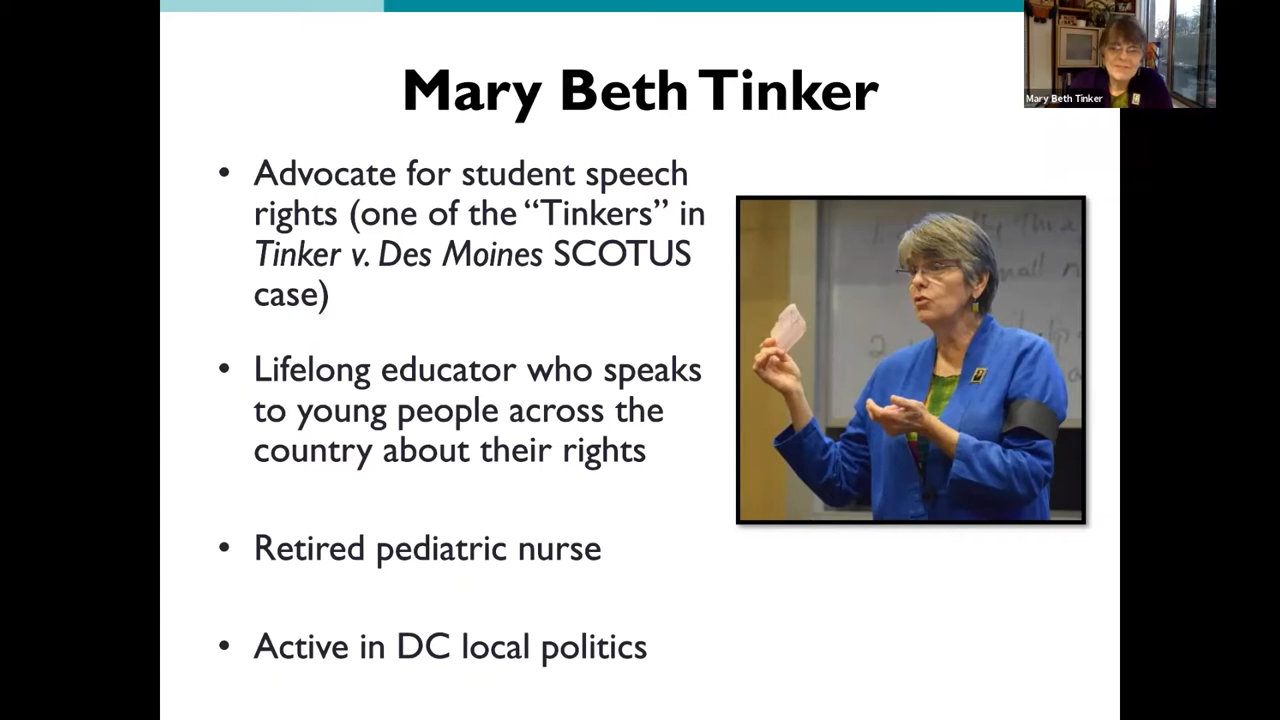 Mary Beth Tinker
Mary Beth Tinker
• Advocate for student speech
rights (one of the “Tinkers” in
Tinker v. Des Moines SCOTUS
case)
• Lifelong educator who speaks
to young people across the
country about their rights
• Retired pediatric nurse
• Active in DC local politics